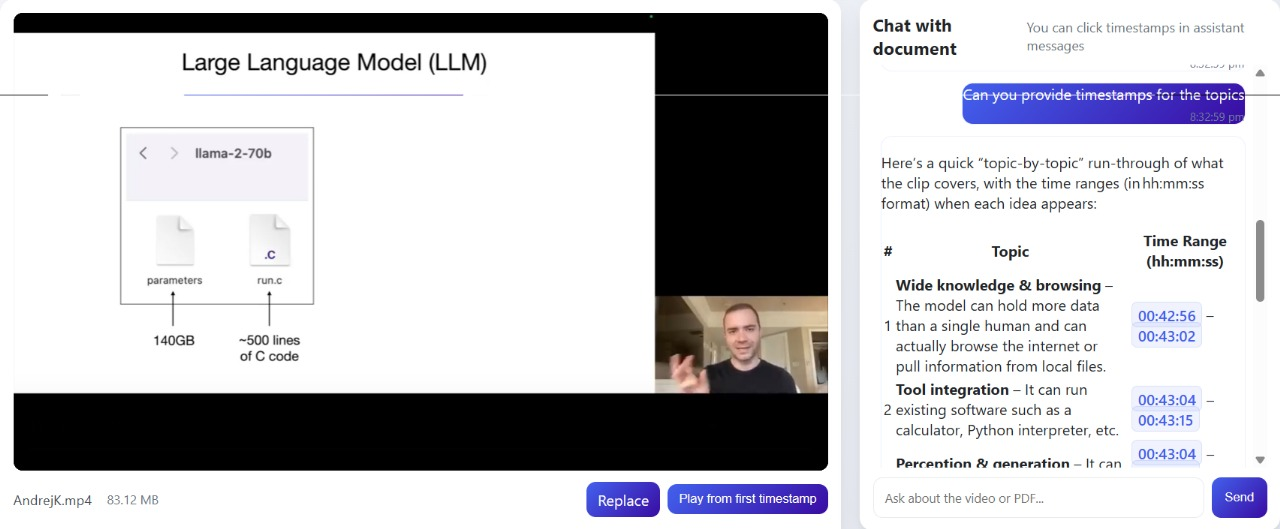 Large Language Model (LLM)
llama-2-70b
.C
parameters
run.c
140GB
~500 lines
of C code
AndrejK.mp4
83.12 MB
Replace
Play from first timestamp
Chat with
document
You can click timestamps in assistant
messages
8:32:59 pm
Can you provide timestamps for the topics
8:32:59 pm
Here's a quick “topic-by-topic” run-through of what
the clip covers, with the time ranges (in hh:mm:ss
format) when each idea appears:
# Topic Time Range
(hh:mm:ss)
Wide knowledge & browsing –
The model can hold more data
1 than a single human and can
actually browse the internet or
pull information from local files.
00:42:56 –
00:43:02
Tool integration – It can run
2 existing software such as a
calculator, Python interpreter, etc.
00:43:04 –
00:43:15
Perception & generation – It can
00:43:04 –
Ask about the video or PDF...
Send